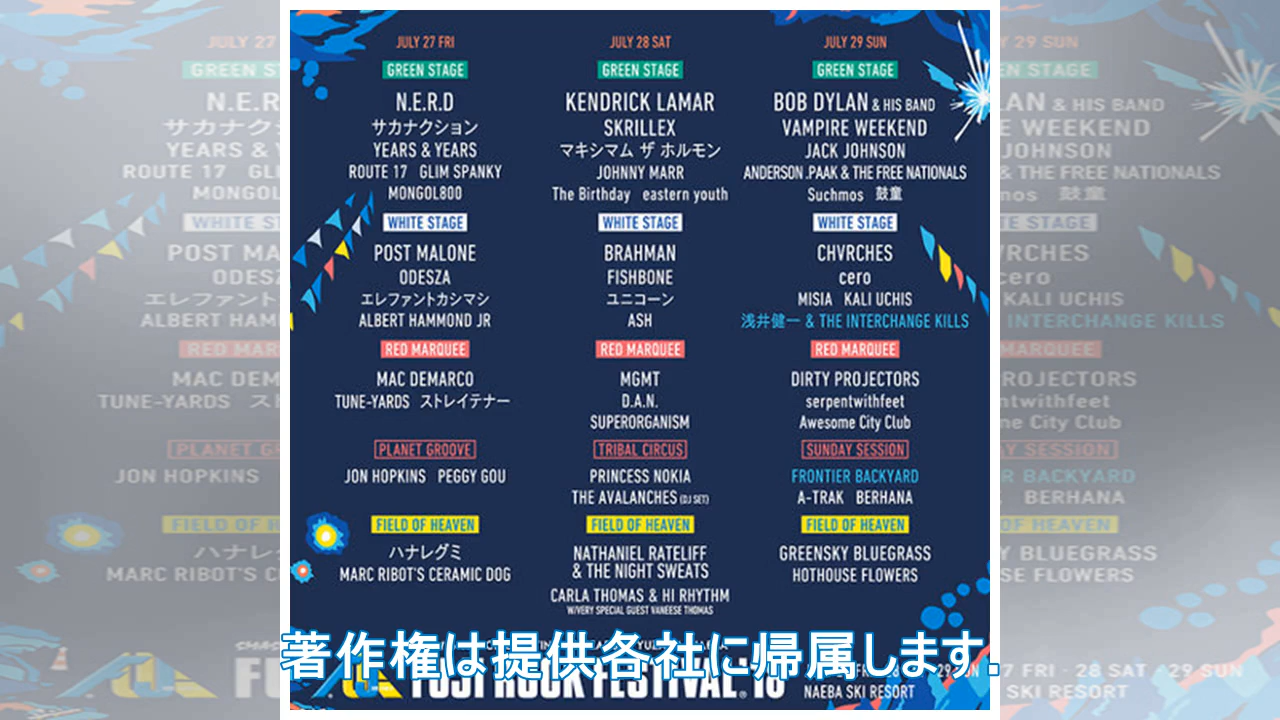 JULY 27 FRI
GREEN STAGE
N.E.R.D
サカナクション
YEARS & YEARS
ROUTE 17 GLIM SPANKY
MONGOL800
WHITE STAGE
POST MALONE
ODESZA
エレファントカシマシ
ALBERT HAMMOND JR
RED MARQUEE
MAC DEMARCO
TUNE-YARDS ストレイテナー
PLANET GROOVE
JON HOPKINS PEGGY GOU
FIELD OF HEAVEN
ハナレグミ
MARC RIBOT'S CERAMIC DOG
JULY 28 SAT
GREEN STAGE
KENDRICK LAMAR
SKRILLEX
マキシマム ザ ホルモン
JOHNNY MARR
The Birthday eastern youth
WHITE STAGE
BRAHMAN
FISHBONE
ユニコーン
ASH
RED MARQUEE
MGMT
D.A.N.
SUPERORGANISM
TRIBAL CIRCUS
PRINCESS NOKIA
THE AVALANCHES (DJ SET)
FIELD OF HEAVEN
NATHANIEL RATELIFF
& THE NIGHT SWEATS
CARLA THOMAS & HI RHYTHM
W/VERY SPECIAL GUEST VANEESE THOMAS
JULY 29 SUN
GREEN STAGE
BOB DYLAN & HIS BAND
VAMPIRE WEEKEND
JACK JOHNSON
ANDERSON .PAAK & THE FREE NATIONALS
Suchmos 鼓童
WHITE STAGE
CHVRCHES
cero
MISIA KALI UCHIS
浅井健一 & THE INTERCHANGE KILLS
RED MARQUEE
DIRTY PROJECTORS
serpentwithfeet
Awesome City Club
SUNDAY SESSION
FRONTIER BACKYARD
A-TRAK BERHANA
FIELD OF HEAVEN
GREENSKY BLUEGRASS
HOTHOUSE FLOWERS
著作権は提供各社に帰属します.
FUJI ROCK FESTIVAL® 18
NAEBA SKI RESORT